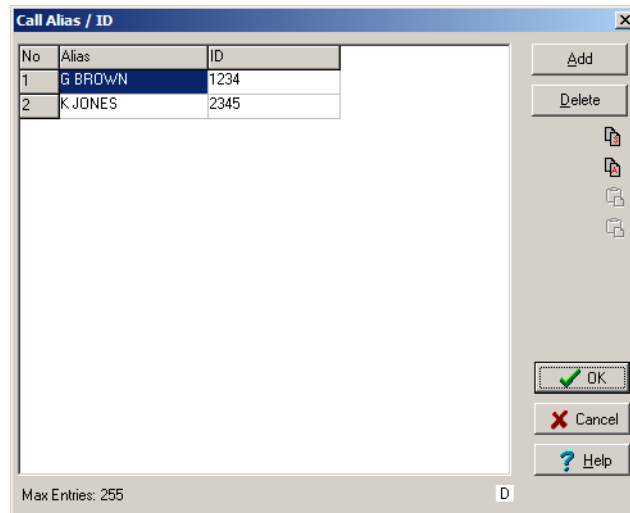 Call Alias / ID
No Alias ID
1 G BROWN 1234
2 K JONES 2345
Add
Delete
OK
Cancel
Help
Max Entries: 255
D